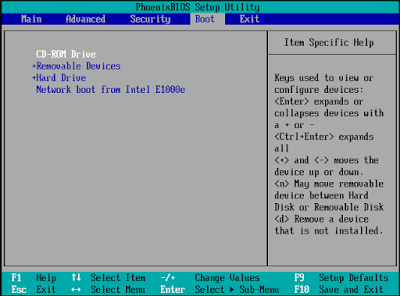 PhoenixBIOS Setup Utility
Main Advanced Security Boot Exit
CD-ROM Drive
+Removable Devices
+Hard Drive
Network boot from Intel E1000e
Item Specific Help
Keys used to view or
configure devices:
<Enter> expands or
collapses devices with
a + or -
<Ctrl+Enter> expands
all
<+> and <-> moves the
device up or down.
<n> May move removable
device between Hard
Disk or Removable Disk
<d> Remove a device
that is not installed.
F1 Help ↑↓ Select Item -/+ Change Values F9 Setup Defaults
Esc Exit ↔ Select Menu Enter Select ▶ Sub-Menu F10 Save and Exit